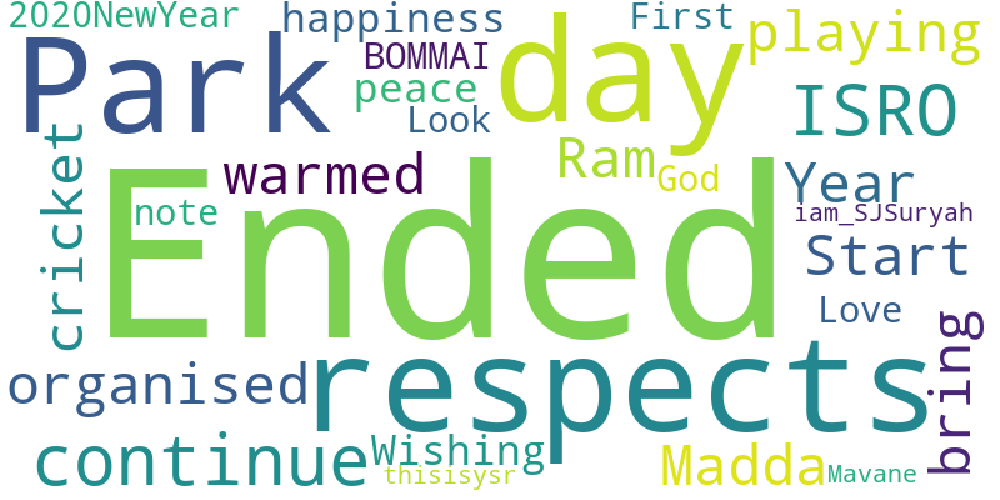 2020NewYear
happiness
First
Park
day
playing
BOMMAI
peace
Look
ISRO
cricket
warmed
Ram
God
Year
note
iam_SJSuryah
Ended
Start
Love
bring
organised
respects
continue
Wishing
thisisysr
Madda
Mavane